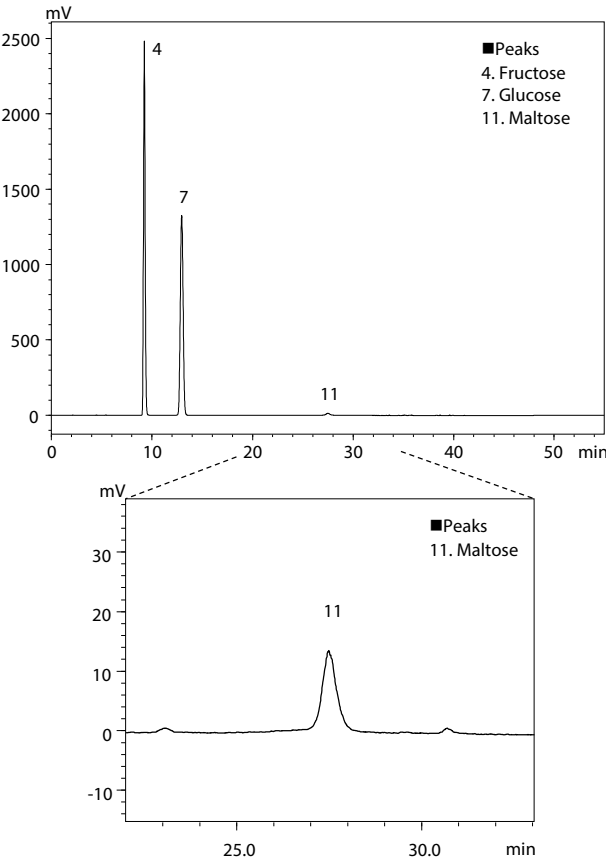 mV
2500
2000
1500
1000
500
0
4
7
11
■Peaks
4. Fructose
7. Glucose
11. Maltose
0 10 20 30 40 50 min
mV
30
20
10
0
-10
11
■Peaks
11. Maltose
25.0 30.0 min